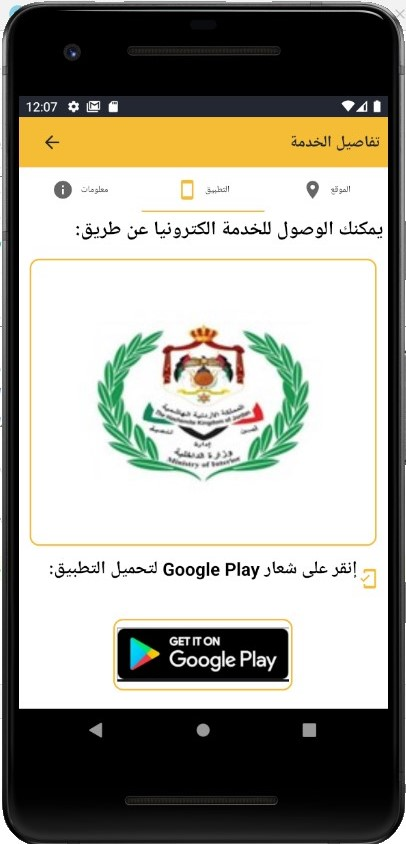 12:07
تفاصيل الخدمة
الموقع
التطبيق
معلومات
يمكنك الوصول للخدمة الكترونيا عن طريق:
المملكة الاردنية الهاشمية
The Hashemite Kingdom of Jordan
وزارة الداخلية
Ministry of Interior
إنقر على شعار Google Play لتحميل التطبيق:
GET IT ON
Google Play